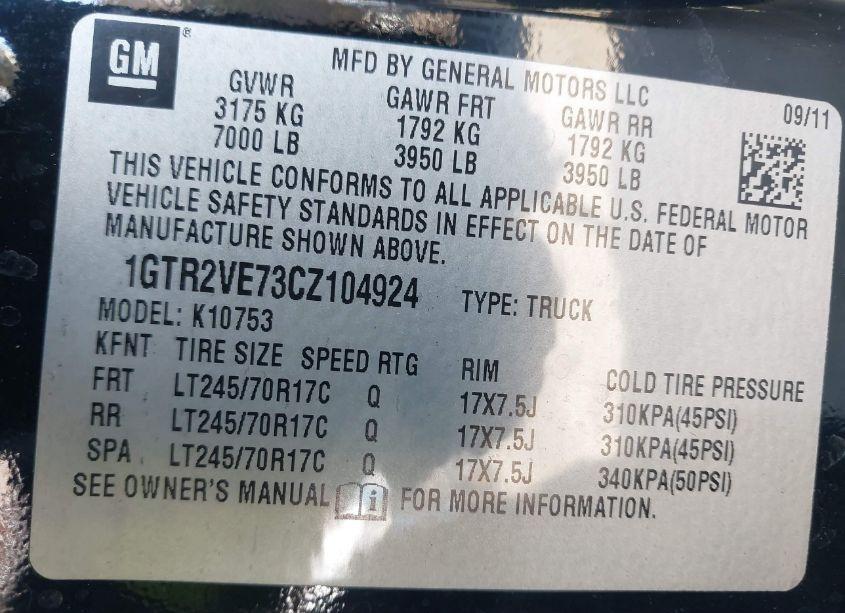 GM ®
MFD BY GENERAL MOTORS LLC
09/11
GVWR GAWR FRT GAWR RR
3175 KG 1792 KG 1792 KG
7000 LB 3950 LB 3950 LB
THIS VEHICLE CONFORMS TO ALL APPLICABLE U.S. FEDERAL MOTOR
VEHICLE SAFETY STANDARDS IN EFFECT ON THE DATE OF
MANUFACTURE SHOWN ABOVE.
1GTR2VE73CZ104924 TYPE: TRUCK
MODEL: K10753
KFNT TIRE SIZE SPEED RTG RIM COLD TIRE PRESSURE
FRT LT245/70R17C Q 17X7.5J 310KPA(45PSI)
RR LT245/70R17C Q 17X7.5J 310KPA(45PSI)
SPA LT245/70R17C Q 17X7.5J 340KPA(50PSI)
SEE OWNER'S MANUAL i FOR MORE INFORMATION.